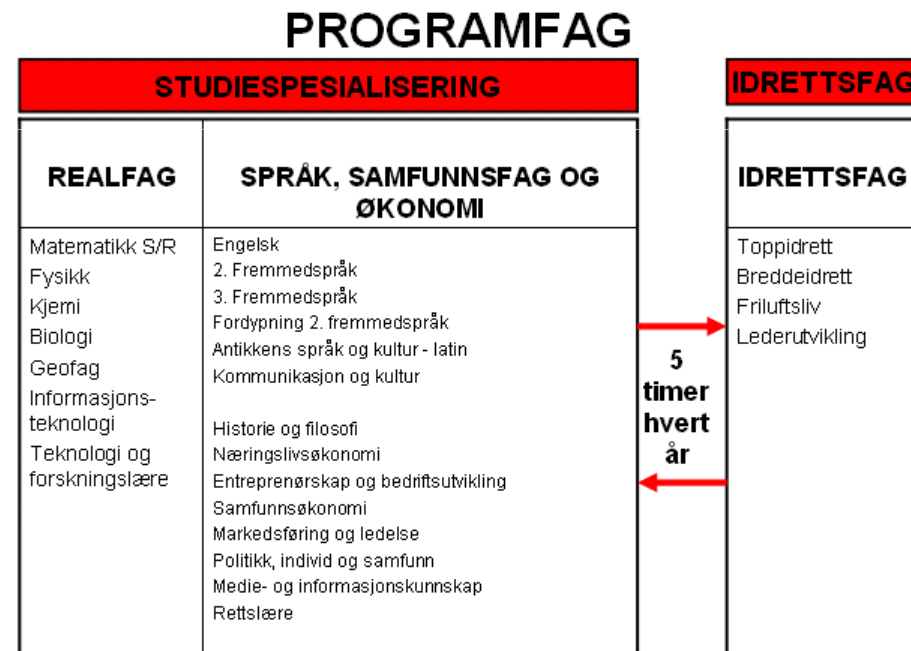 PROGRAMFAG
STUDIESPESIALISERING
IDRETTSFAG
REALFAG
SPRÅK, SAMFUNNSFAG OG
ØKONOMI
IDRETTSFAG
Matematikk S/R
Fysikk
Kjemi
Biologi
Geofag
Informasjons-
teknologi
Teknologi og
forskningslære
Engelsk
2. Fremmedspråk
3. Fremmedspråk
Fordypning 2. fremmedspråk
Antikkens språk og kultur - latin
Kommunikasjon og kultur
Historie og filosofi
Næringslivsøkonomi
Entreprenørskap og bedriftsutvikling
Samfunnsøkonomi
Markedsføring og ledelse
Politikk, individ og samfunn
Medie- og informasjonskunnskap
Rettslære
5
timer
hvert
år
Toppidrett
Breddeidrett
Friluftsliv
Lederutvikling